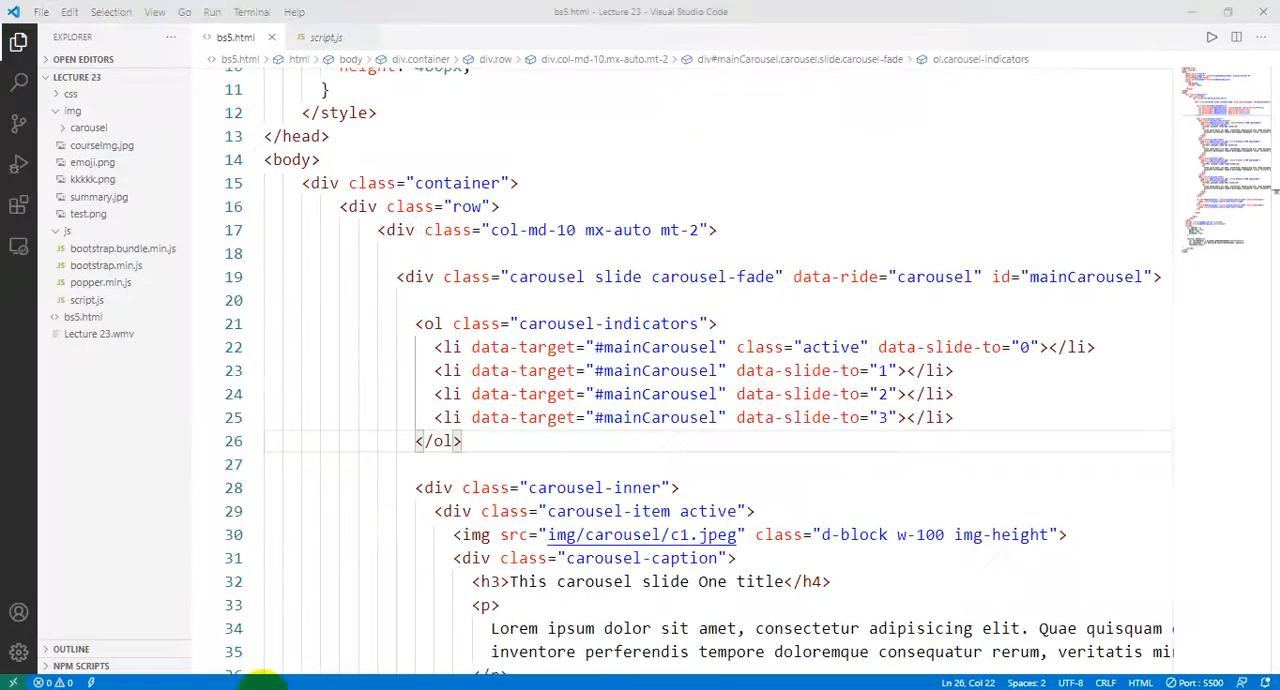 File Edit Selection View Go Run Terminal Help bs5.html - Lecture 23 - Visual Studio Code
EXPLORER ··· <> bs5.html × JS script.js
OPEN EDITORS
LECTURE 23
css
img
carousel
courseImg.jpg
emoji.png
kkkkk.png
summary.jpg
test.png
js
JS bootstrap.bundle.min.js
JS bootstrap.min.js
JS popper.min.js
JS script.js
<> bs5.html
Lecture 23.wmv
OUTLINE
NPM SCRIPTS
<> bs5.html > html > body > div.container > div.row > div.col-md-10.mx-auto.mt-2 > div#mainCarousel.carousel.slide.carousel-fade > ol.carousel-indicators
11 }
12 </style>
13 </head>
14 <body>
15 <div class="container">
16 <div class="row">
17 <div class="col-md-10 mx-auto mt-2">
18
19 <div class="carousel slide carousel-fade" data-ride="carousel" id="mainCarousel">
20
21 <ol class="carousel-indicators">
22 <li data-target="#mainCarousel" class="active" data-slide-to="0"></li>
23 <li data-target="#mainCarousel" data-slide-to="1"></li>
24 <li data-target="#mainCarousel" data-slide-to="2"></li>
25 <li data-target="#mainCarousel" data-slide-to="3"></li>
26 </ol>
27
28 <div class="carousel-inner">
29 <div class="carousel-item active">
30 <img src="img/carousel/c1.jpeg" class="d-block w-100 img-height">
31 <div class="carousel-caption">
32 <h3>This carousel slide One title</h4>
33 <p>
34 Lorem ipsum dolor sit amet, consectetur adipisicing elit. Quae quisquam
35 inventore perferendis tempore doloremque consequatur rerum, veritatis
0 0 Ln 26, Col 22 Spaces: 2 UTF-8 CRLF HTML Port : 5500